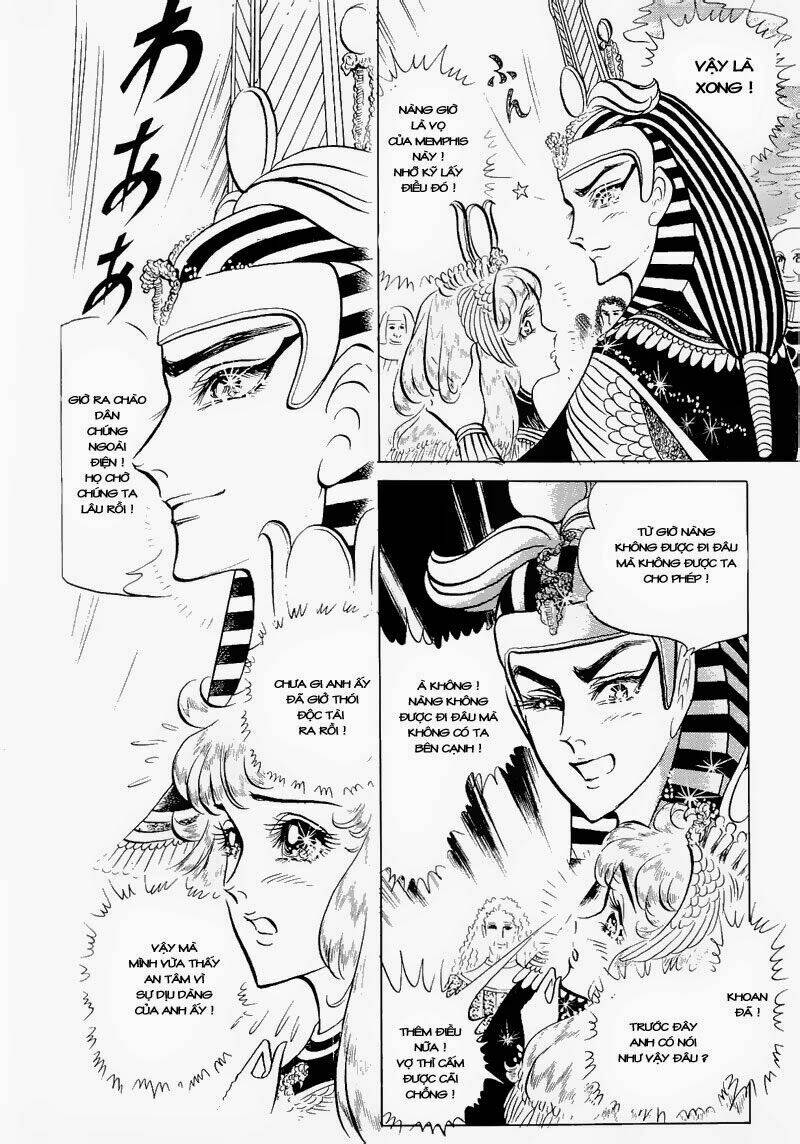 VẬY LÀ
XONG !
NÀNG GIỜ
LÀ VỢ
CỦA MEMPHIS
NÀY !
NHỚ KỸ LẤY
ĐIỀU ĐÓ !
ふん
TỪ GIỜ NÀNG
KHÔNG ĐƯỢC ĐI ĐÂU
MÀ KHÔNG ĐƯỢC TA
CHO PHÉP !
À KHÔNG !
NÀNG KHÔNG
ĐƯỢC ĐI ĐÂU MÀ
KHÔNG CÓ TA
BÊN CẠNH !
KHOAN
ĐÃ !
TRƯỚC ĐÂY
ANH CÓ NÓI
NHƯ VẬY ĐÂU ?
THÊM ĐIỀU
NỮA !
VỢ THÌ CẤM
ĐƯỢC CÃI
CHỒNG !
わあああ
GIỜ RA CHÀO
DÂN
CHÚNG
NGOÀI
ĐIỆN !
HỌ CHỜ
CHÚNG TA
LÂU RỒI !
CHƯA GI ANH ẤY
ĐÃ GIỞ THÓI
ĐỘC TÀI
RA RỒI !
VẬY MÀ
MÌNH VỪA THẤY
AN TÂM VÌ
SỰ DỊU DÀNG
CỦA ANH ẤY !